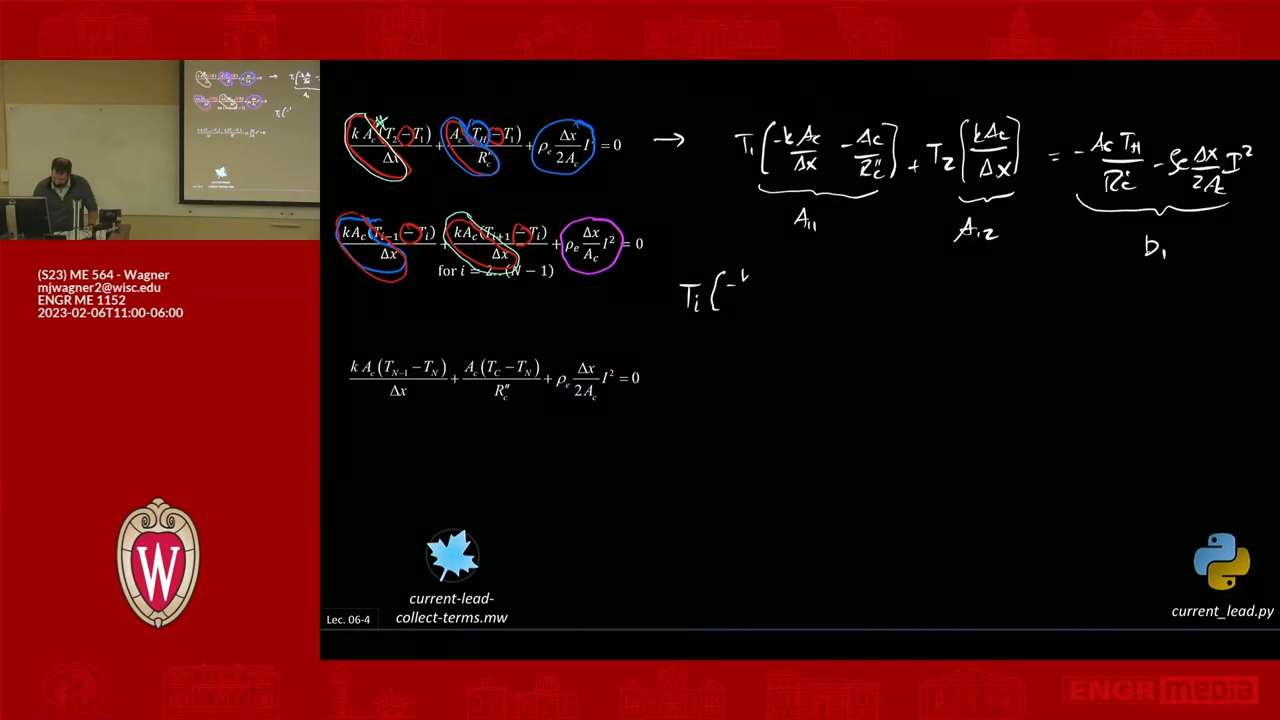 k A_c (T_2 − T_1) / Δx + A_c (T_H − T_1) / R″_c + ρ_e Δx / 2A_c I² = 0 → T_1 [ -kA_c / Δx - A_c / R″_c ] + T_2 [ kA_c / Δx ] = - A_c T_H / R″_c - ρ_e Δx / 2A_c I²
A_11 A_12 b_1
kA_c(T_{i−1} − T_i) / Δx + kA_c(T_{i+1} − T_i) / Δx + ρ_e Δx / A_c I² = 0
for i = 2..(N − 1)
T_i [ -k
k A_c (T_{N−1} − T_N) / Δx + A_c (T_C − T_N) / R″_c + ρ_e Δx / 2A_c I² = 0
(S23) ME 564 - Wagner
mjwagner2@wisc.edu
ENGR ME 1152
2023-02-06T11:00-06:00
W
current-lead-
collect-terms.mw
current_lead.py
Lec. 06-4
ENGR media